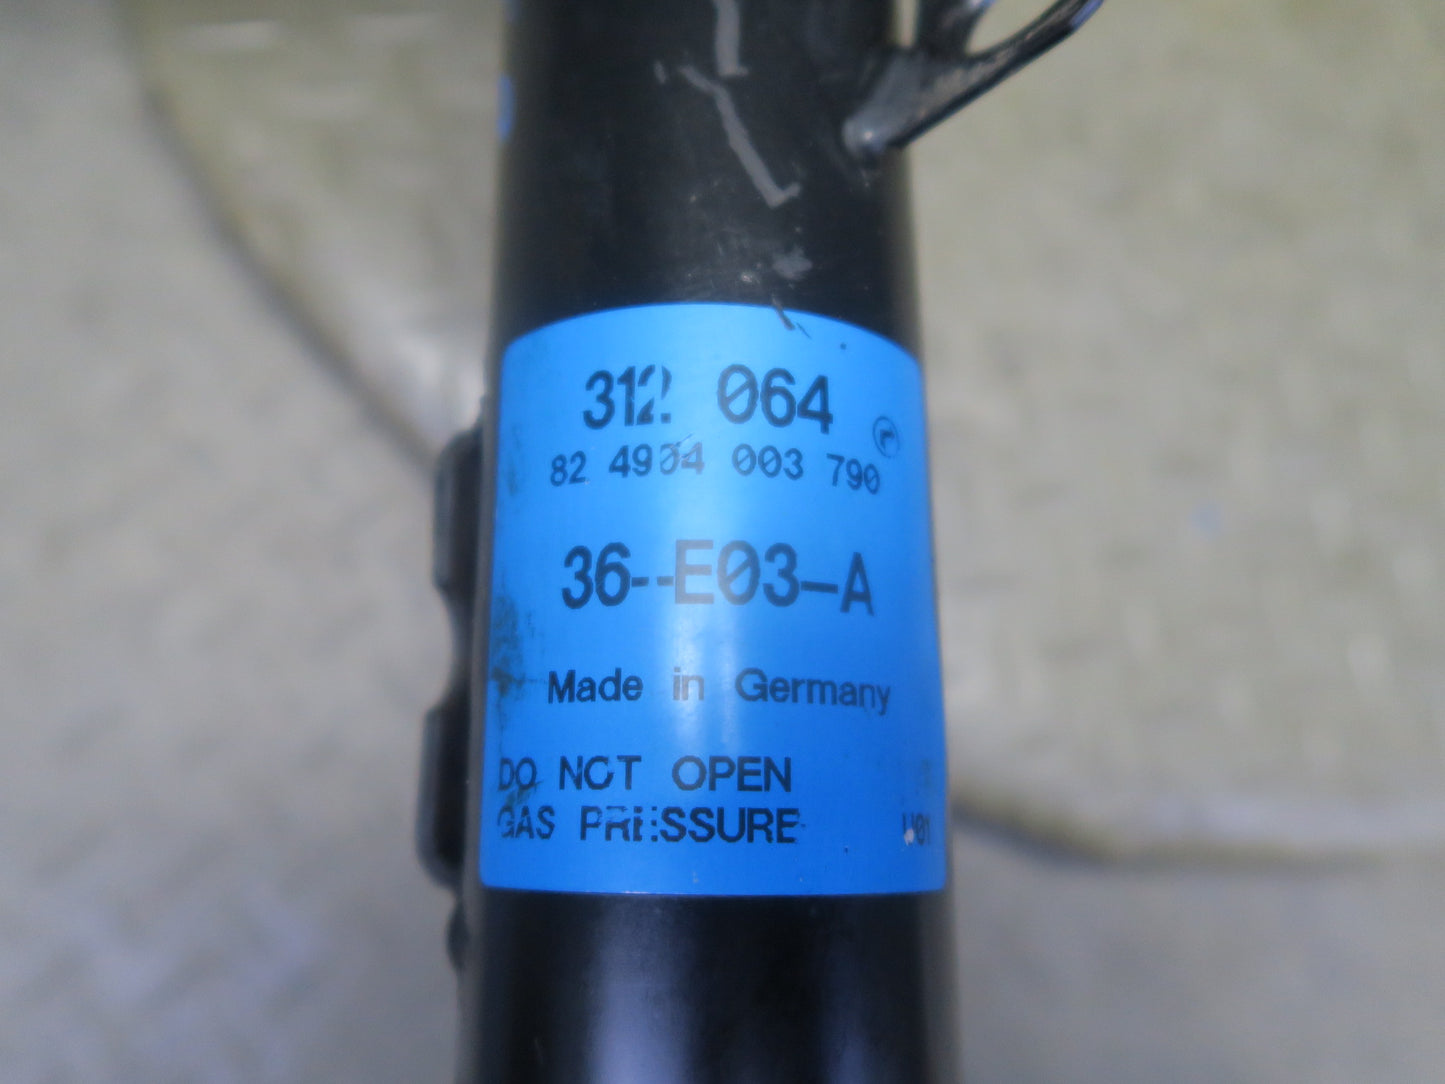 312 064
82 4904 003 790
36--E03-A
Made in Germany
DO NOT OPEN
GAS PRESSURE